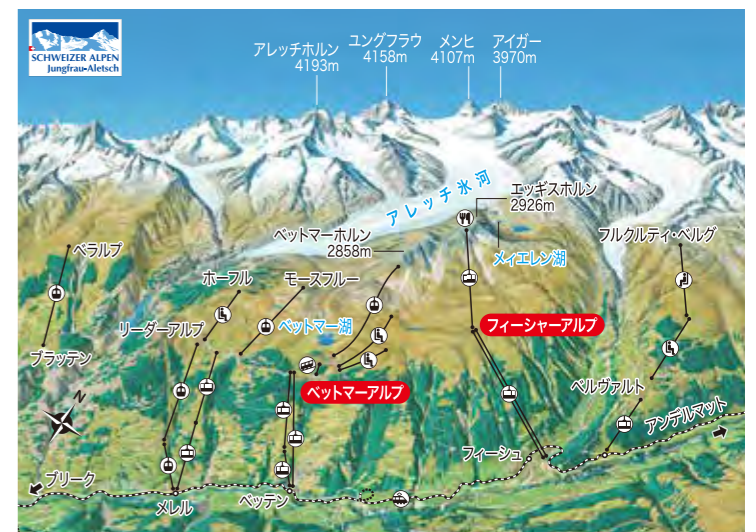 SCHWEIZER ALPEN
Jungfrau-Aletsch
アレッチホルン
4193m
ユングフラウ
4158m
メンヒ
4107m
アイガー
3970m
アレッチ氷河
エッギスホルン
2926m
ベットマーホルン
2858m
メィエレン湖
フルクルティ・ベルグ
ベラルプ
ホーフル
モースフルー
リーダーアルプ
ベットマー湖
フィーシャーアルプ
ブラッテン
ベットマーアルプ
ベルヴァルト
N
アンデルマット
フィーシュ
ブリーク
メレル
ベッテン